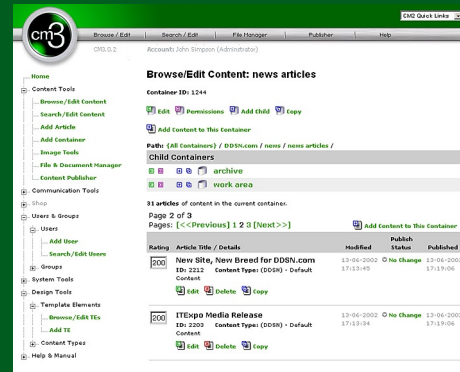 CM2 Quick Links
cm3
Browse / Edit
Search / Edit
File Manager
Publisher
Help
CM3.0.2
Account: John Simpson (Administrator)
Home
Content Tools
Browse/Edit Content
Search/Edit Content
Add Article
Add Container
Image Tools
File & Document Manager
Content Publisher
Communication Tools
Shop
Users & Groups
Users
Add User
Search/Edit Users
Groups
System Tools
Design Tools
Template Elements
Browse/Edit TEs
Add TE
Content Types
Help & Manual
Browse/Edit Content: news articles
Container ID: 1244
Edit Permissions Add Child Copy
Add Content to This Container
Path: {All Containers} / DDSN.com / news / news articles /
Child Containers
archive
work area
31 articles of content in the current container.
Page 2 of 3
Pages: [<<Previous] 1 2 3 [Next>>]
Add Content to This Container
Rating Article Title / Details Modified Publish Status Published
200 New Site, New Breed for DDSN.com 13-06-2002 No Change 13-06-2002
ID: 2212 Content Type: (DDSN) - Default 17:13:45 17:19:06
Content
Edit Delete Copy
200 ITExpo Media Release 13-06-2002 No Change 13-06-2002
ID: 2203 Content Type: (DDSN) - Default 17:13:34 17:19:06
Content
Edit Delete Copy